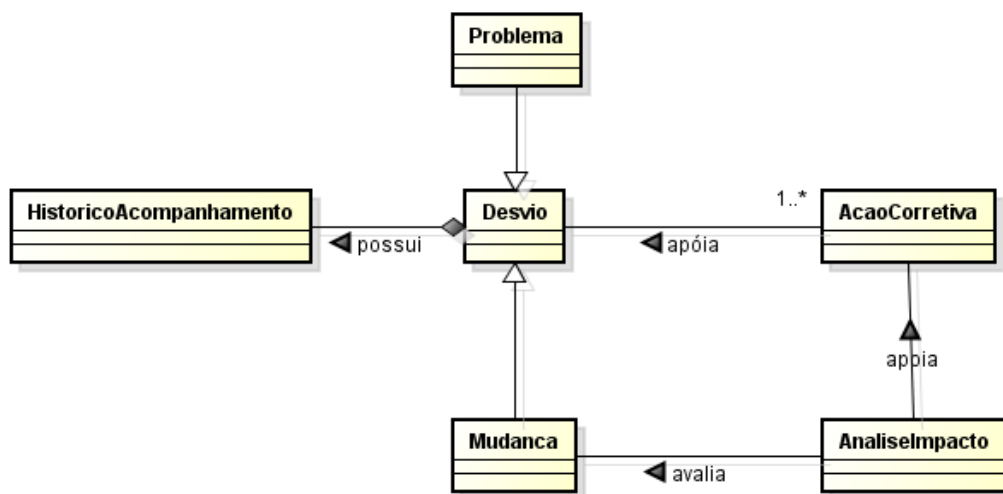 Problema
HistoricoAcompanhamento
Desvio
1..*
AcaoCorretiva
possui
apóia
apoia
Mudanca
AnaliseImpacto
avalia